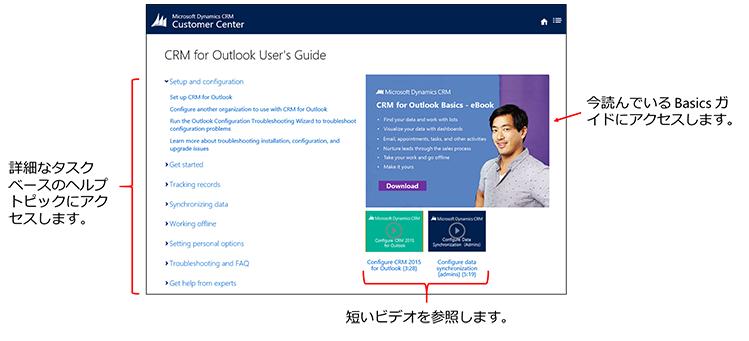 Microsoft Dynamics CRM
Customer Center
CRM for Outlook User's Guide
Setup and configuration
Set up CRM for Outlook
Configure another organization to use with CRM for Outlook
Run the Outlook Configuration Troubleshooting Wizard to troubleshoot
configuration problems
Learn more about troubleshooting installation, configuration, and
upgrade issues
Get started
Tracking records
Synchronizing data
Working offline
Setting personal options
Troubleshooting and FAQ
Get help from experts
Microsoft Dynamics CRM
CRM for Outlook Basics - eBook
• Find your data and work with lists
• Visualize your data with dashboards
• Email, appointments, tasks, and other activities
• Nurture leads through the sales process
• Take your work and go offline
• Make it yours
Download
Microsoft Dynamics CRM
Configure CRM 2015
for Outlook
Microsoft Dynamics CRM
Configure Data
Synchronization (Admins)
Configure CRM 2015
for Outlook (3:28)
Configure data
synchronization
(admins) (5:19)
詳細なタスク
ベースのヘルプ
トピックにアク
セスします。
今読んでいる Basics ガ
イドにアクセスします。
短いビデオを参照します。